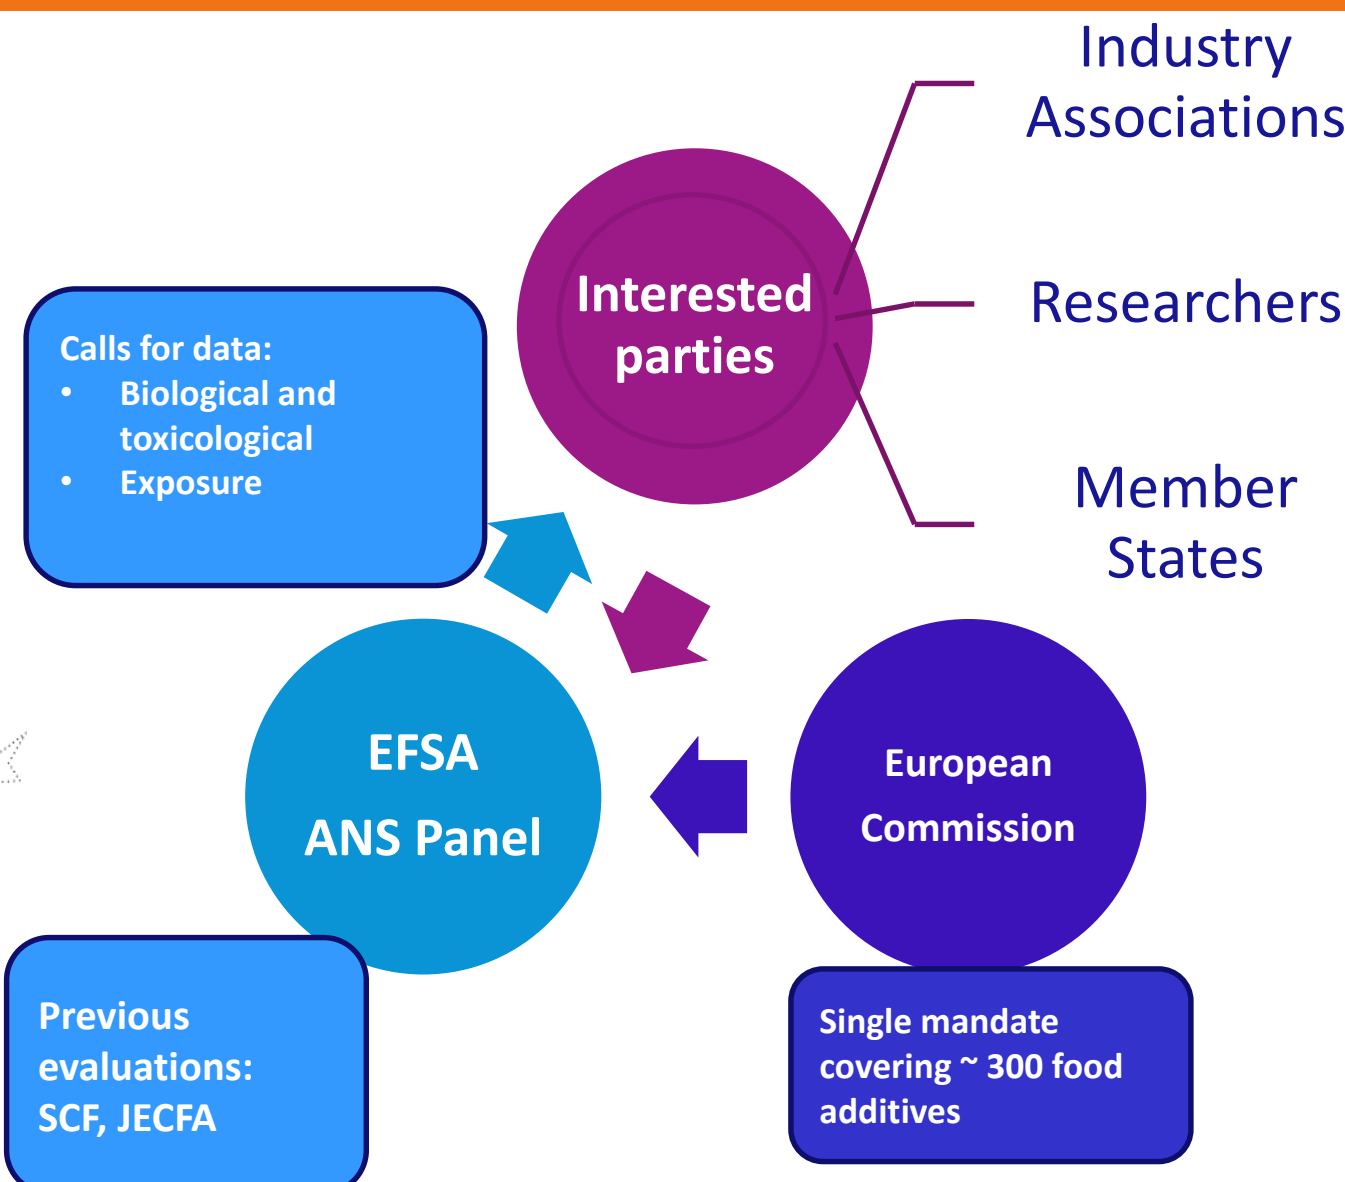 Industry
Associations
Interested
parties
Researchers
Calls for data:
• Biological and
toxicological
• Exposure
Member
States
EFSA
ANS Panel
European
Commission
Previous
evaluations:
SCF, JECFA
Single mandate
covering ~ 300 food
additives